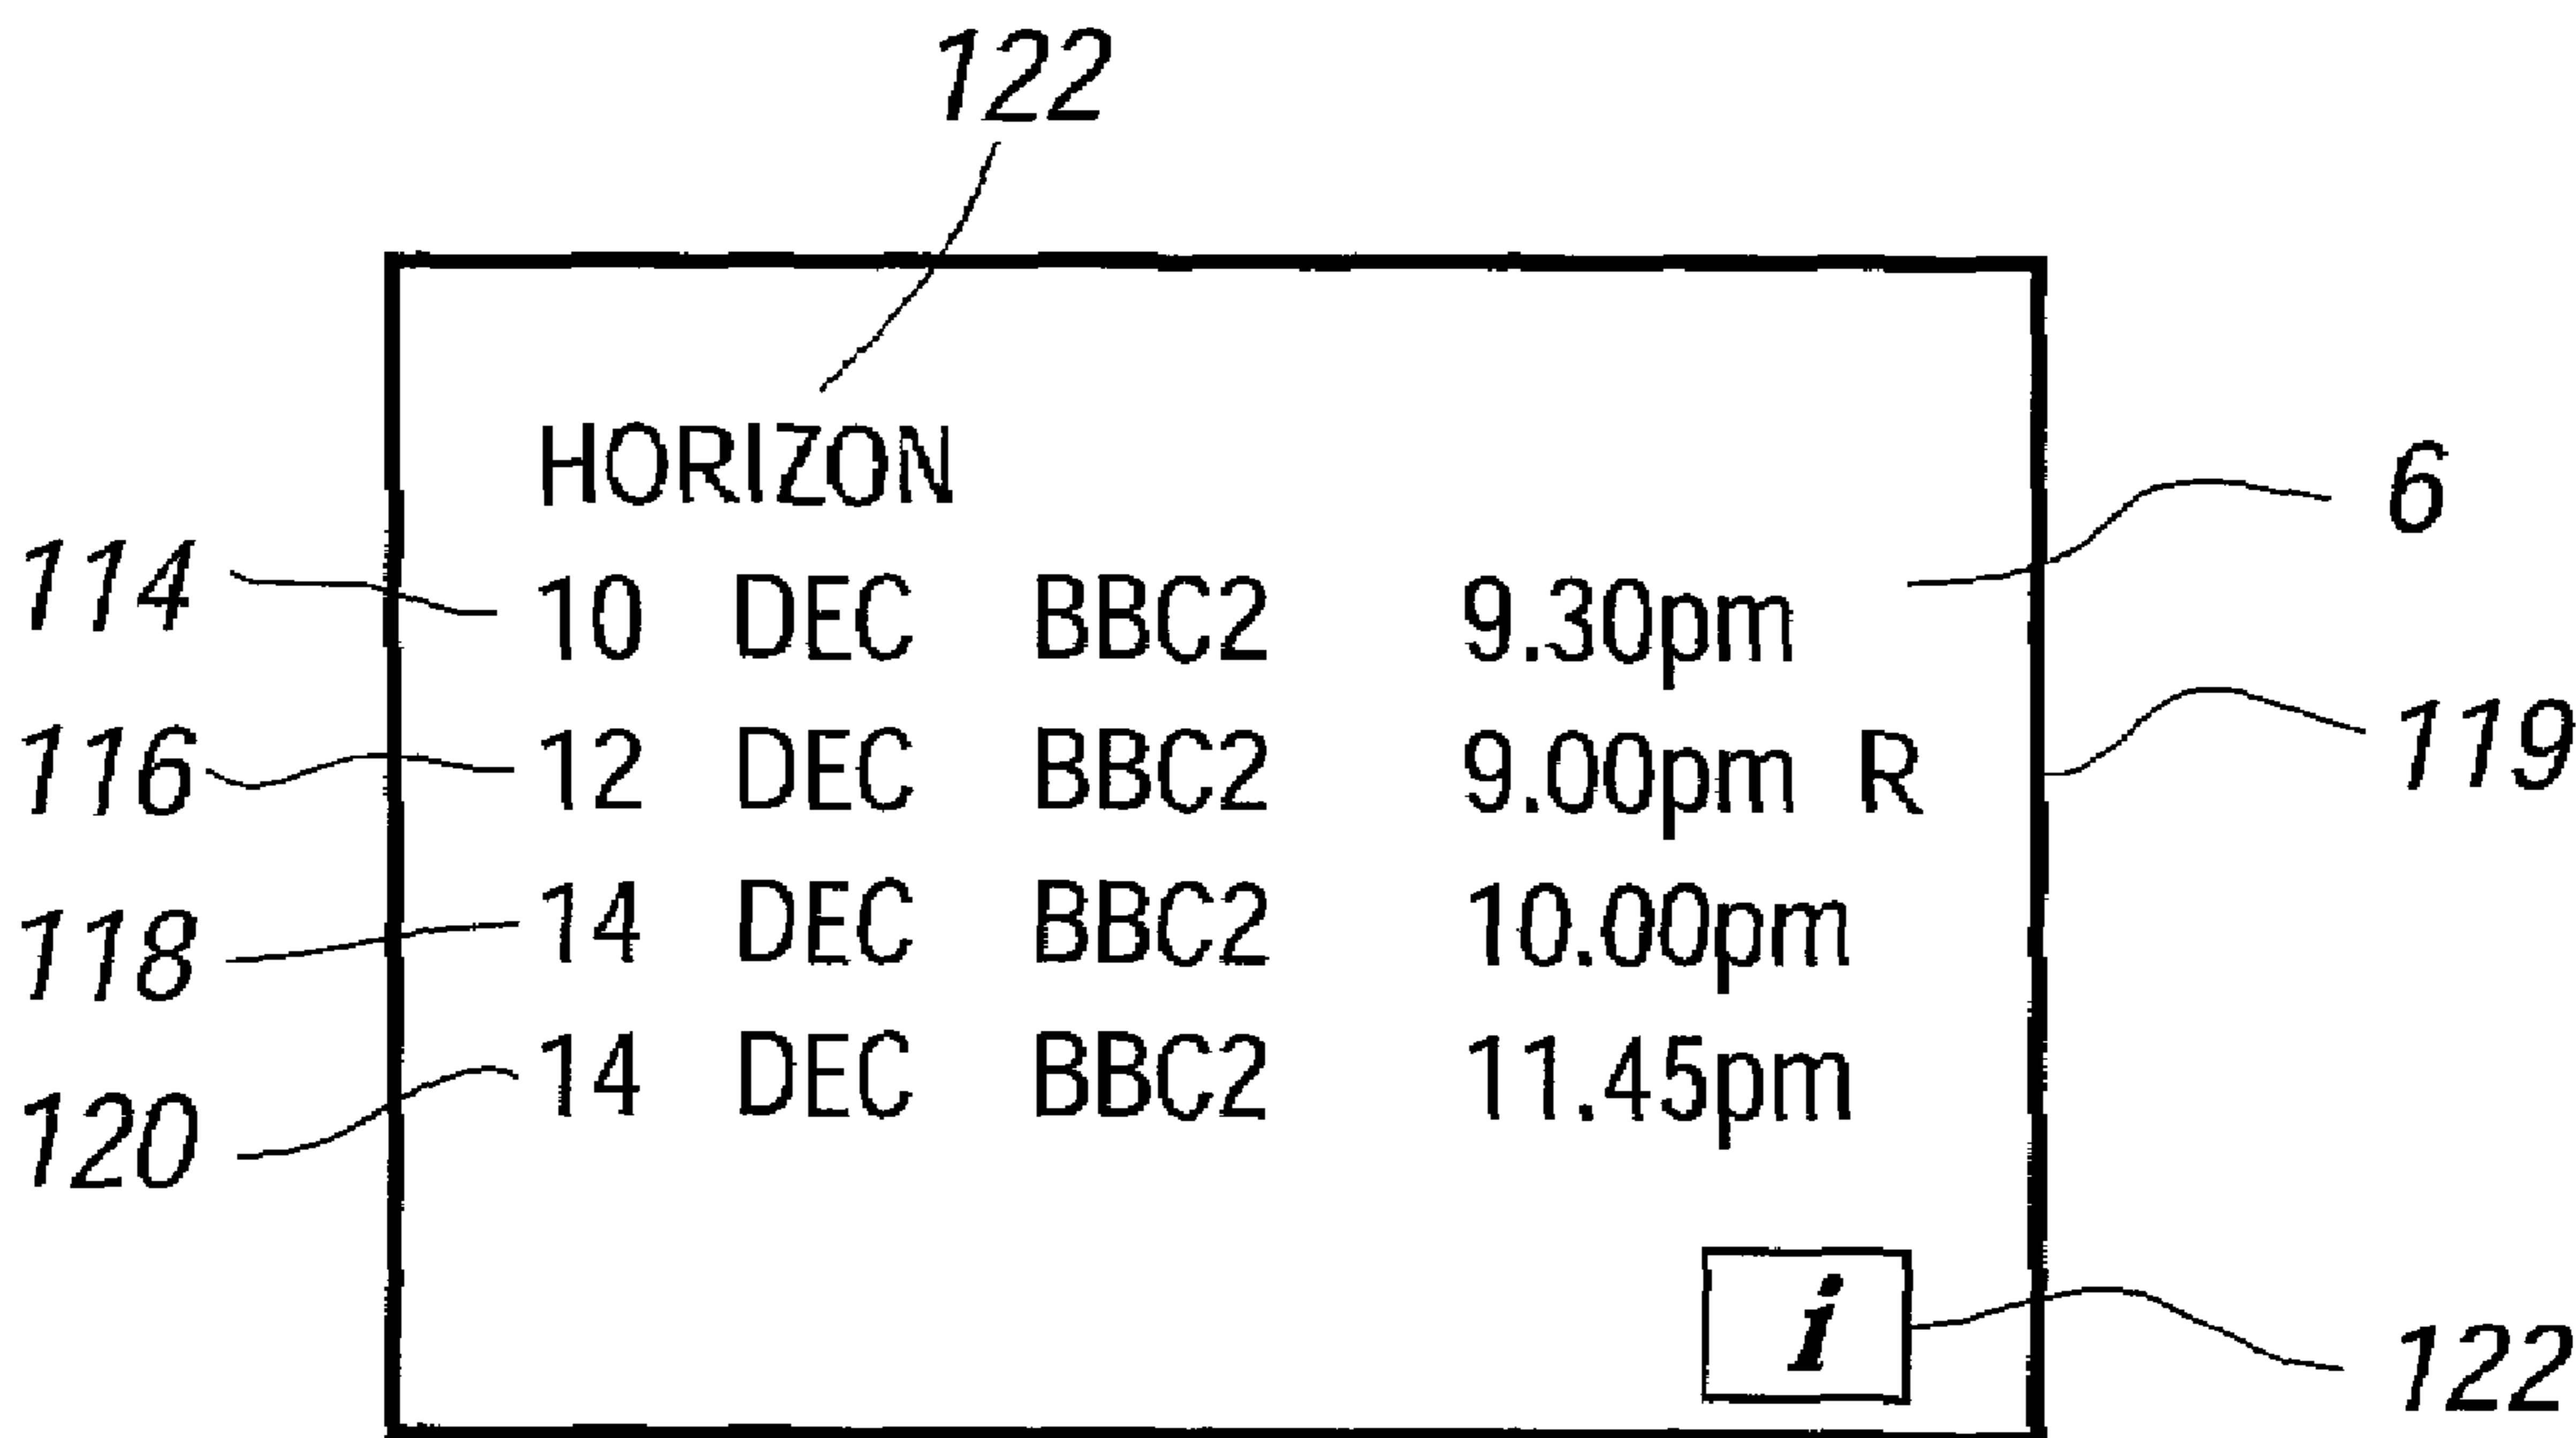 122
HORIZON
6
114 10 DEC BBC2 9.30pm
116 12 DEC BBC2 9.00pm R 119
118 14 DEC BBC2 10.00pm
120 14 DEC BBC2 11.45pm
i
122